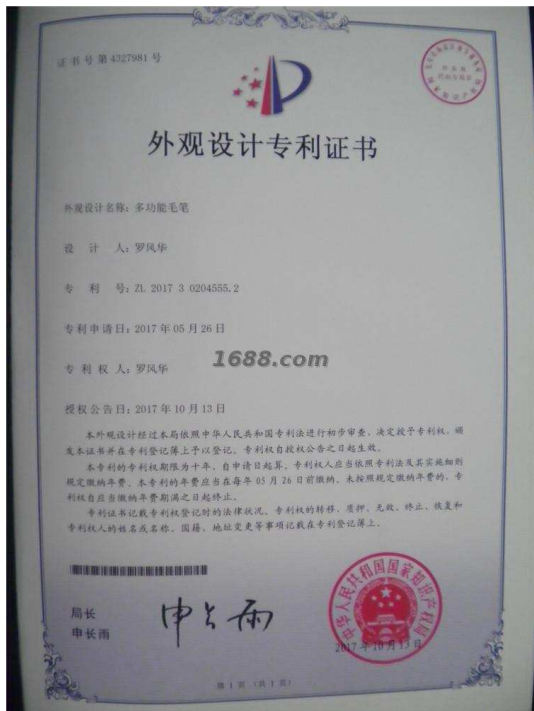 证书号第4327981号
外观设计专利证书
外观设计名称：多功能毛笔
设计人：罗风华
专利号：ZL 2017 3 0204555.2
专利申请日：2017年05月26日
1688.com
专利权人：罗风华
授权公告日：2017年10月13日
本外观设计经过本局依照中华人民共和国专利法进行初步审查，决定授予专利权，颁
发本证书并在专利登记簿上予以登记。专利权自授权公告之日起生效。
本专利的专利权期限为十年，自申请日起算。专利权人应当依照专利法及其实施细则
规定缴纳年费。本专利的年费应当在每年05月26日前缴纳。未按照规定缴纳年费的，专
利权自应当缴纳年费期满之日起终止。
专利证书记载专利权登记时的法律状况。专利权的转移、质押、无效、终止、恢复和
专利权人的姓名或名称、国籍、地址变更等事项记载在专利登记簿上。
局长
申长雨
申长雨
中华人民共和国国家知识产权局
2017年10月13日
第1页（共1页）